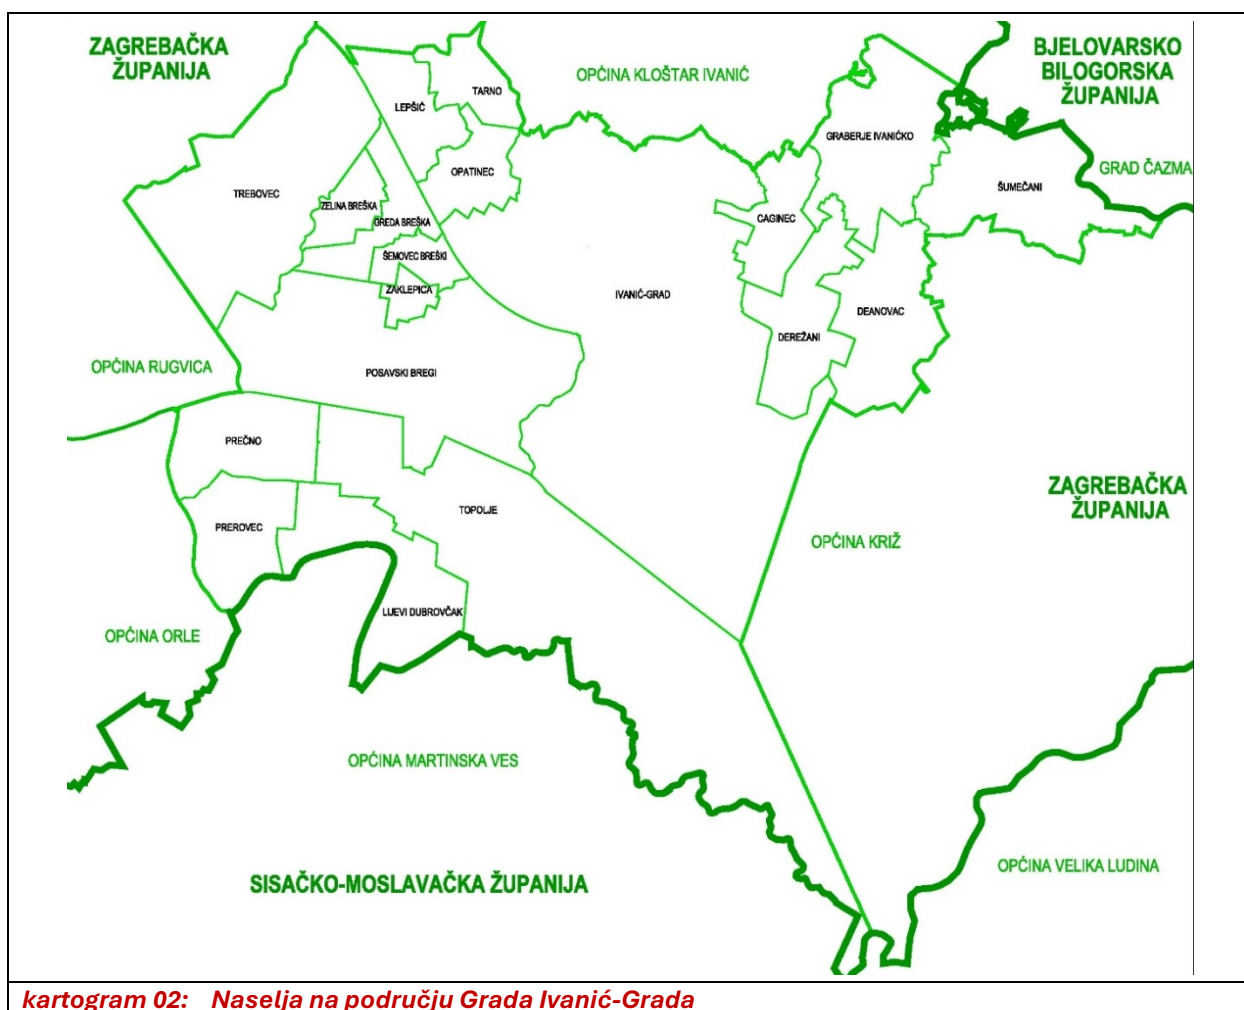 ZAGREBAČKA
ŽUPANIJA
BJELOVARSKO
BILOGORSKA
ŽUPANIJA
OPĆINA KLOŠTAR IVANIĆ
TARNO
LEPŠIĆ
GRABERJE IVANIČKO
OPATINEC
GRAD ČAZMA
ŠUMEČANI
TREBOVEC
ZELINA BREŠKA
GREDA BREŠKA
CAGINEC
ŠEMOVEC BREŠKI
ZAKLEPICA
IVANIĆ-GRAD
DEANOVAC
DEREŽANI
OPĆINA RUGVICA
POSAVSKI BREGI
PREČNO
ZAGREBAČKA
ŽUPANIJA
TOPOLJE
PREROVEC
OPĆINA KRIŽ
LIJEVI DUBROVČAK
OPĆINA ORLE
OPĆINA MARTINSKA VES
OPĆINA VELIKA LUDINA
SISAČKO-MOSLAVAČKA ŽUPANIJA
kartogram 02: Naselja na području Grada Ivanić-Grada